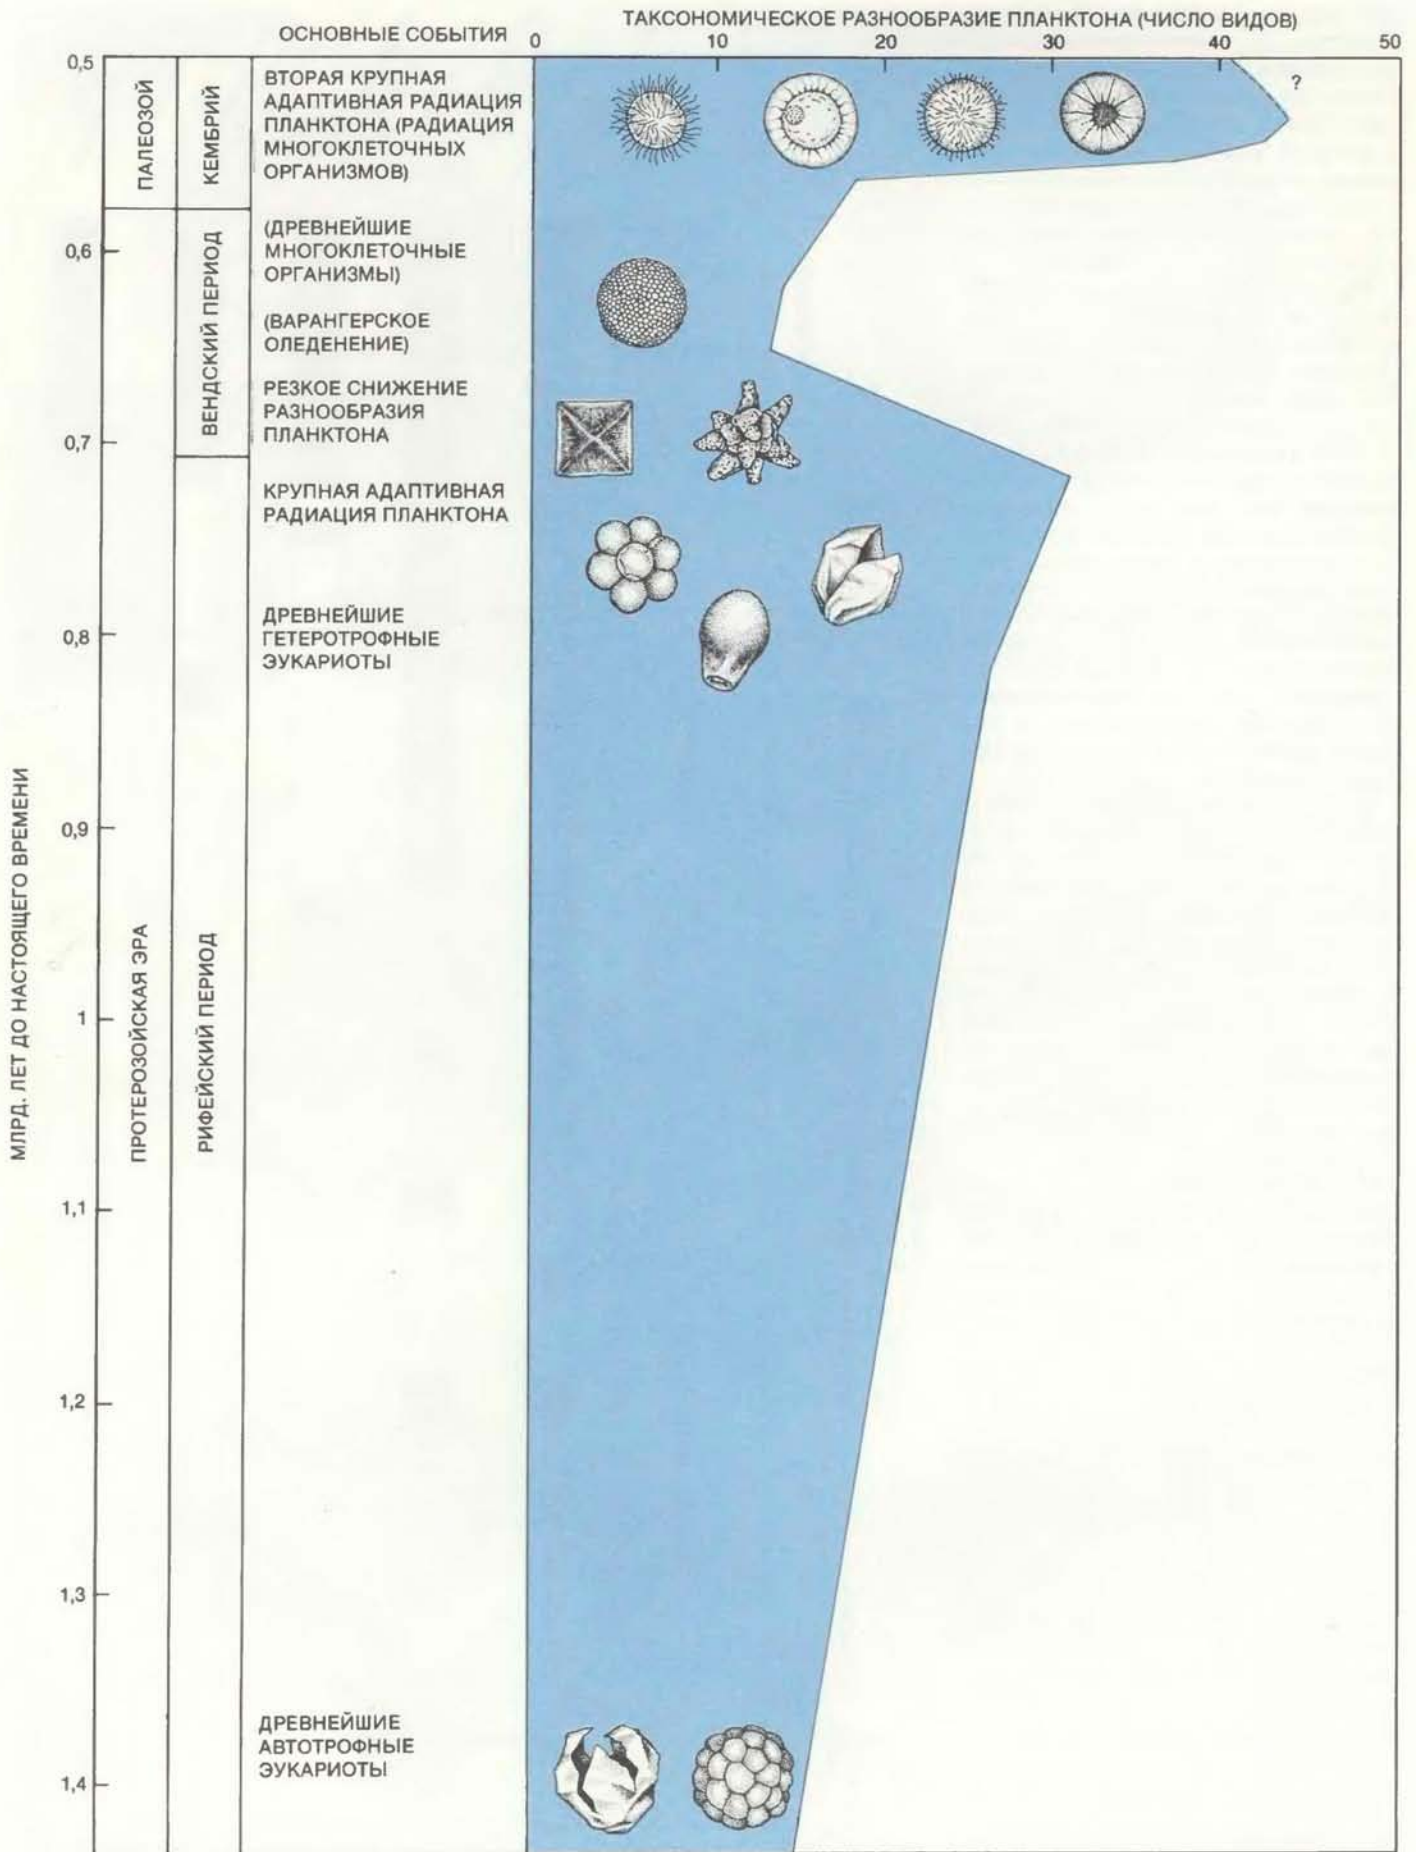 ТАКСОНОМИЧЕСКОЕ РАЗНООБРАЗИЕ ПЛАНКТОНА (ЧИСЛО ВИДОВ)
ОСНОВНЫЕ СОБЫТИЯ
0
10
20
30
40
50
МЛРД. ЛЕТ ДО НАСТОЯЩЕГО ВРЕМЕНИ
0,5
0,6
0,7
0,8
0,9
1
1,1
1,2
1,3
1,4
ПАЛЕОЗОЙ
ПРОТЕРОЗОЙСКАЯ ЭРА
КЕМБРИЙ
ВЕНДСКИЙ ПЕРИОД
РИФЕЙСКИЙ ПЕРИОД
ВТОРАЯ КРУПНАЯ
АДАПТИВНАЯ РАДИАЦИЯ
ПЛАНКТОНА (РАДИАЦИЯ
МНОГОКЛЕТОЧНЫХ
ОРГАНИЗМОВ)
(ДРЕВНЕЙШИЕ
МНОГОКЛЕТОЧНЫЕ
ОРГАНИЗМЫ)
(ВАРАНГЕРСКОЕ
ОЛЕДЕНЕНИЕ)
РЕЗКОЕ СНИЖЕНИЕ
РАЗНООБРАЗИЯ
ПЛАНКТОНА
КРУПНАЯ АДАПТИВНАЯ
РАДИАЦИЯ ПЛАНКТОНА
ДРЕВНЕЙШИЕ
ГЕТЕРОТРОФНЫЕ
ЭУКАРИОТЫ
ДРЕВНЕЙШИЕ
АВТОТРОФНЫЕ
ЭУКАРИОТЫ
?